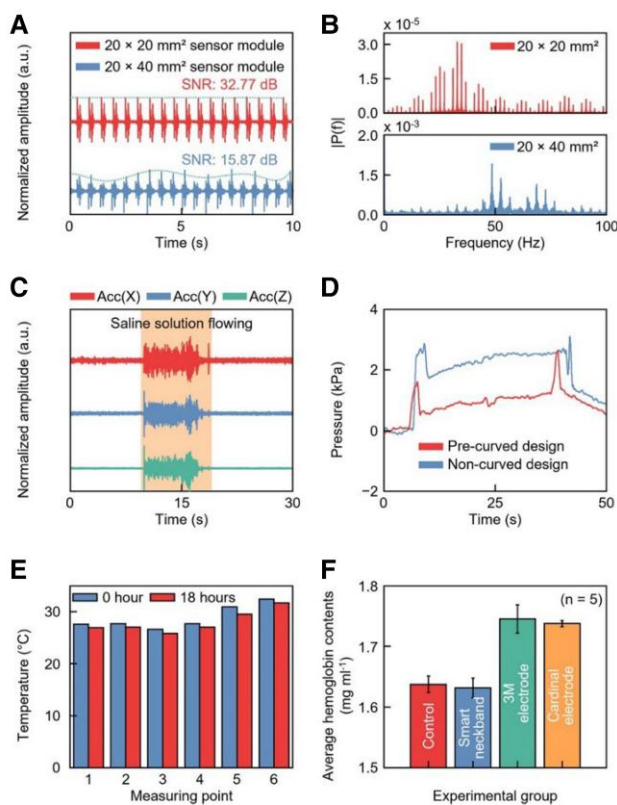 A
20 × 20 mm² sensor module
20 × 40 mm² sensor module
SNR: 32.77 dB
SNR: 15.87 dB
Normalized amplitude (a.u.)
0 5 10
Time (s)
B
× 10⁻⁵
20 × 20 mm²
3.0
1.5
0.0
× 10⁻³
2.0
20 × 40 mm²
1.0
0.0
|P(f)|
0 50 100
Frequency (Hz)
C
Acc(X) Acc(Y) Acc(Z)
Saline solution flowing
Normalized amplitude (a.u.)
0 15 30
Time (s)
D
4
2
0
−2
Pressure (kPa)
Pre-curved design
Non-curved design
0 25 50
Time (s)
E
0 hour 18 hours
30
15
0
Temperature (°C)
1 2 3 4 5 6
Measuring point
F
1.8
1.7
1.6
1.5
(n = 5)
Average hemoglobin contents
(mg ml⁻¹)
Control
Smart
neckband
3M
electrode
Cardinal
electrode
Experimental group